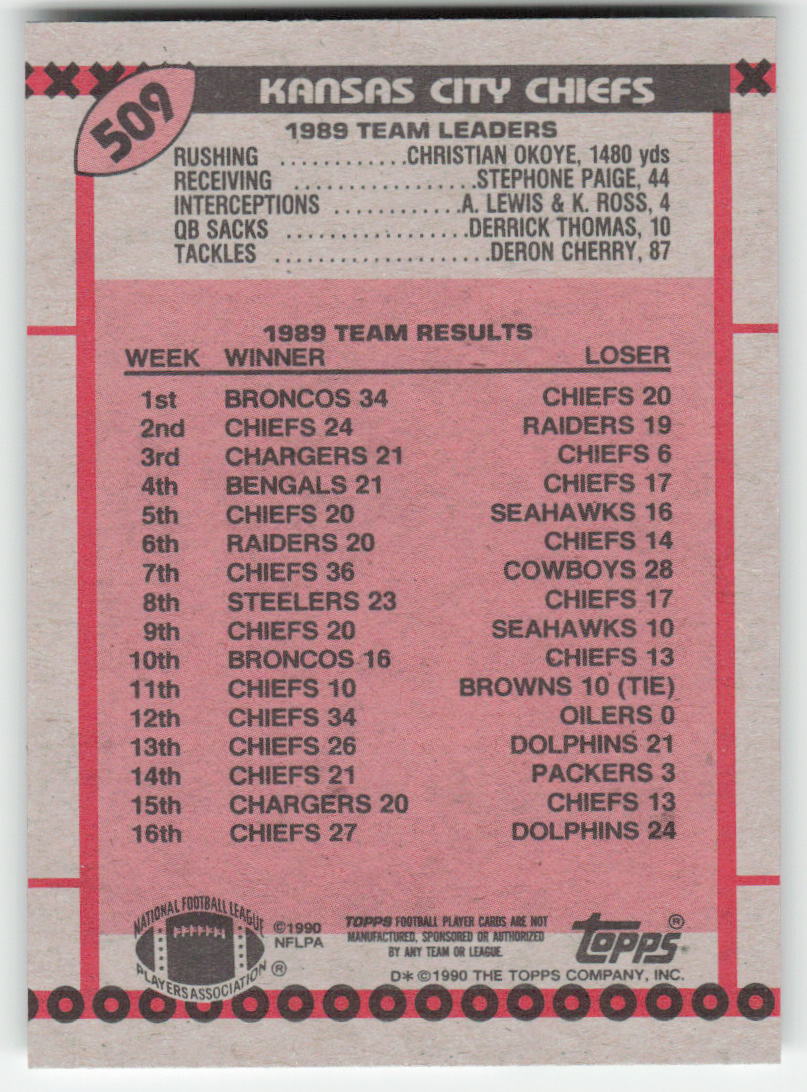 509
KANSAS CITY CHIEFS
1989 TEAM LEADERS
RUSHING ............CHRISTIAN OKOYE, 1480 yds
RECEIVING .................STEPHONE PAIGE, 44
INTERCEPTIONS ............A. LEWIS & K. ROSS, 4
QB SACKS .................DERRICK THOMAS, 10
TACKLES ....................DERON CHERRY, 87
1989 TEAM RESULTS
WEEK WINNER LOSER
1st BRONCOS 34 CHIEFS 20
2nd CHIEFS 24 RAIDERS 19
3rd CHARGERS 21 CHIEFS 6
4th BENGALS 21 CHIEFS 17
5th CHIEFS 20 SEAHAWKS 16
6th RAIDERS 20 CHIEFS 14
7th CHIEFS 36 COWBOYS 28
8th STEELERS 23 CHIEFS 17
9th CHIEFS 20 SEAHAWKS 10
10th BRONCOS 16 CHIEFS 13
11th CHIEFS 10 BROWNS 10 (TIE)
12th CHIEFS 34 OILERS 0
13th CHIEFS 26 DOLPHINS 21
14th CHIEFS 21 PACKERS 3
15th CHARGERS 20 CHIEFS 13
16th CHIEFS 27 DOLPHINS 24
NATIONAL FOOTBALL LEAGUE
PLAYERS ASSOCIATION ®
©1990
NFLPA
TOPPS FOOTBALL PLAYER CARDS ARE NOT
MANUFACTURED, SPONSORED OR AUTHORIZED
BY ANY TEAM OR LEAGUE.
TOPPS ®
D*©1990 THE TOPPS COMPANY, INC.